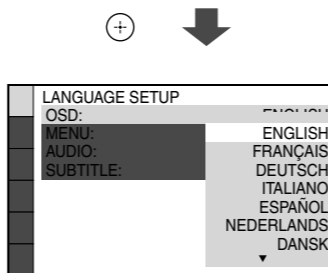 LANGUAGE SETUP
OSD:
MENU: ENGLISH
AUDIO: FRANÇAIS
SUBTITLE: DEUTSCH
ITALIANO
ESPAÑOL
NEDERLANDS
DANSK